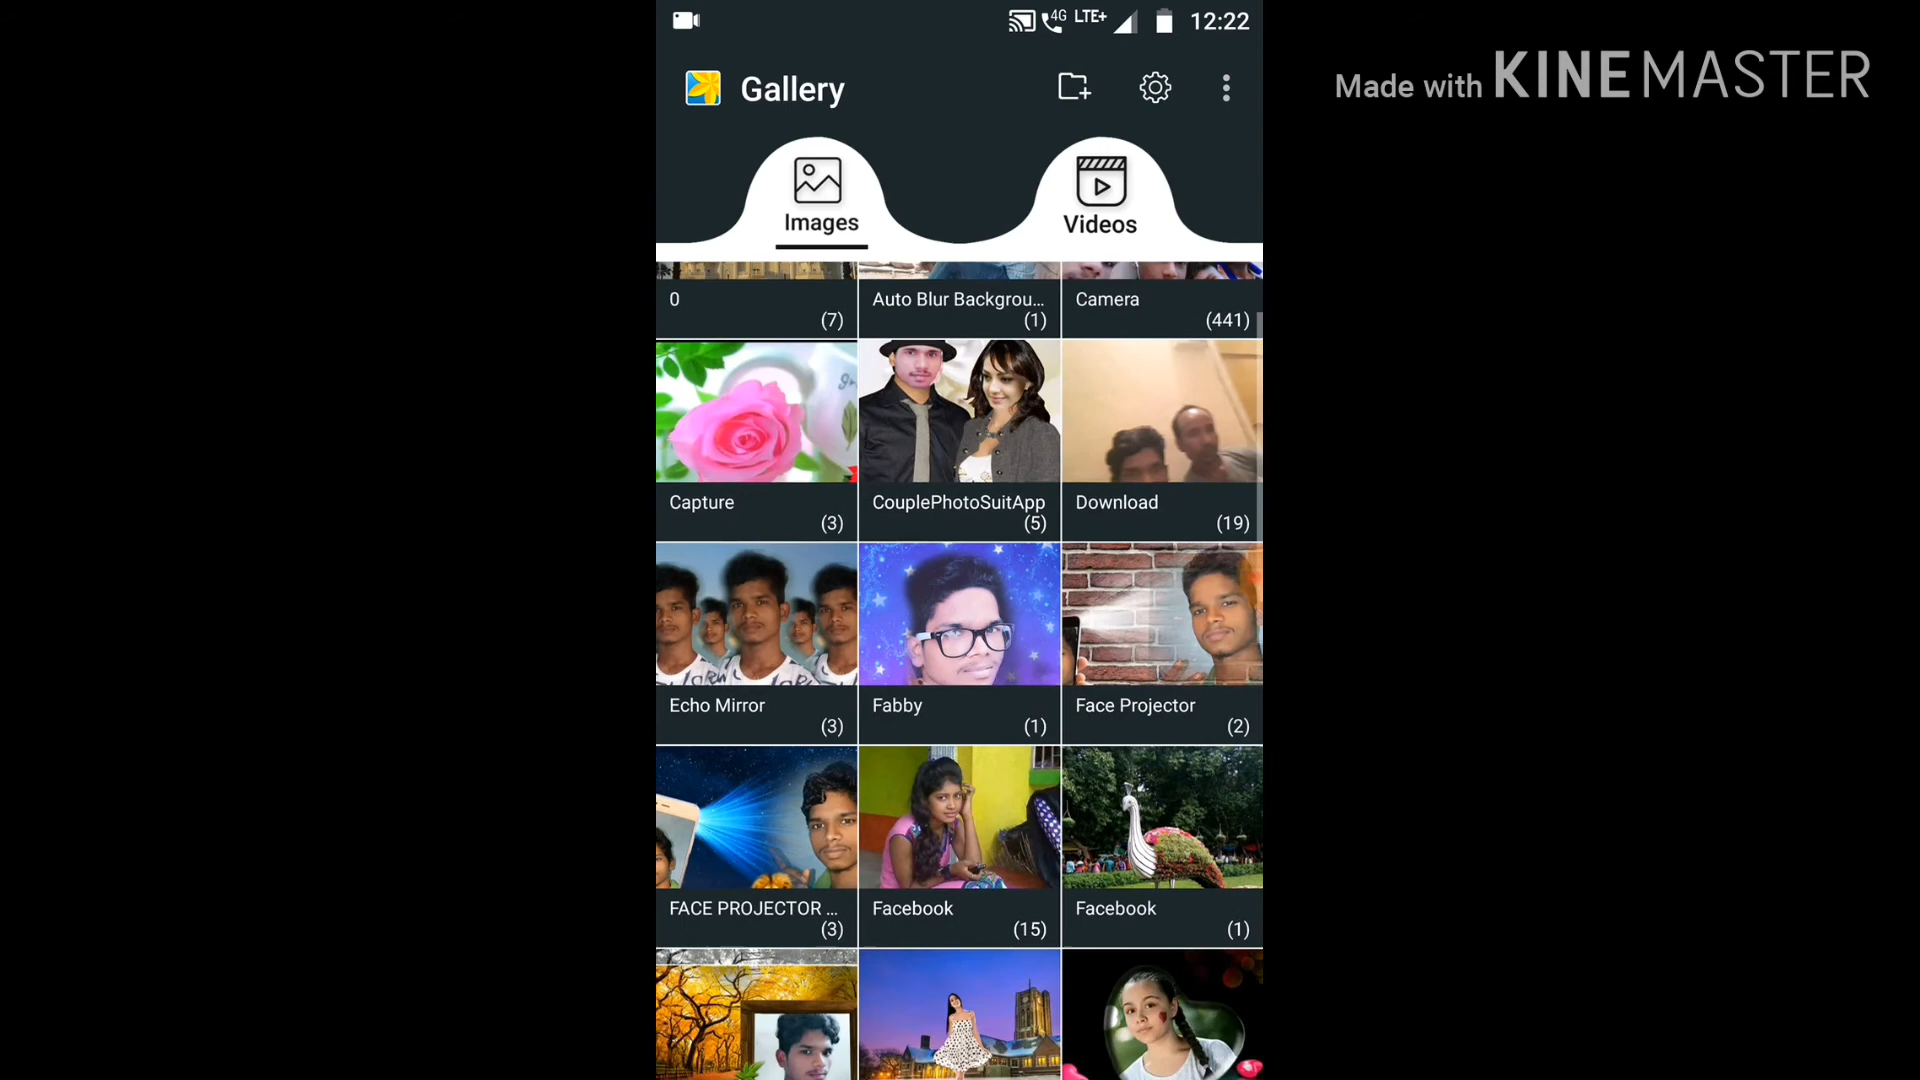 4G LTE+ 12:22
Made with KINEMASTER
Gallery
Images
Videos
0
(7)
Auto Blur Backgrou...
(1)
Camera
(441)
Capture
(3)
CouplePhotoSuitApp
(5)
Download
(19)
Echo Mirror
(3)
Fabby
(1)
Face Projector
(2)
FACE PROJECTOR ...
(3)
Facebook
(15)
Facebook
(1)